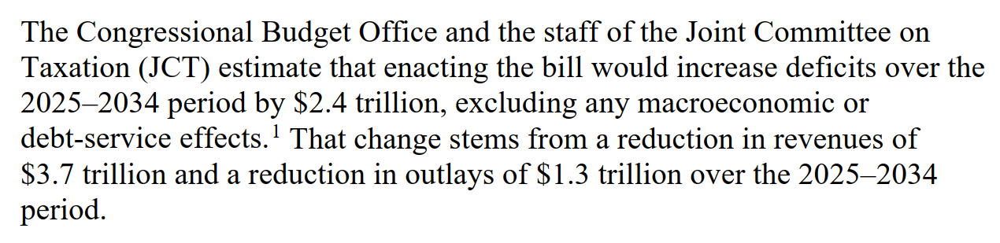 The Congressional Budget Office and the staff of the Joint Committee on
Taxation (JCT) estimate that enacting the bill would increase deficits over the
2025–2034 period by $2.4 trillion, excluding any macroeconomic or
debt-service effects.¹ That change stems from a reduction in revenues of
$3.7 trillion and a reduction in outlays of $1.3 trillion over the 2025–2034
period.